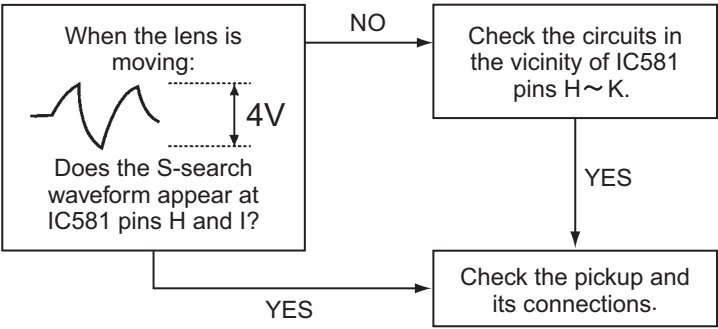 When the lens is
moving:
4V
Does the S-search
waveform appear at
IC581 pins H and I?
NO
Check the circuits in
the vicinity of IC581
pins H～K.
YES
YES
Check the pickup and
its connections.